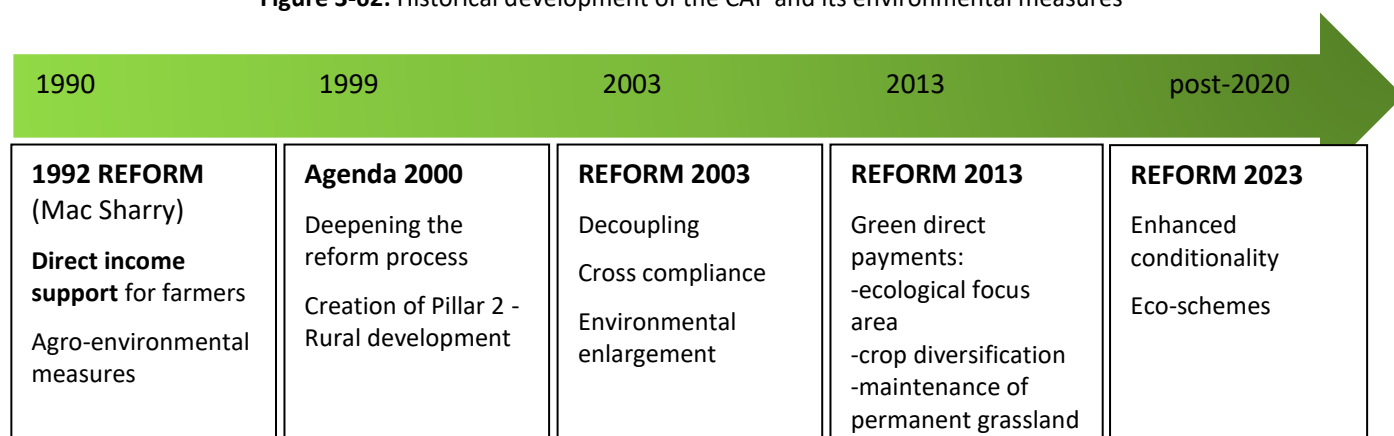 Figure 3-62: Historical development of the CAP and its environmental measures
1990
1999
2003
2013
post-2020
1992 REFORM
(Mac Sharry)
Direct income
support for farmers
Agro-environmental
measures
Agenda 2000
Deepening the
reform process
Creation of Pillar 2 -
Rural development
REFORM 2003
Decoupling
Cross compliance
Environmental
enlargement
REFORM 2013
Green direct
payments:
-ecological focus
area
-crop diversification
-maintenance of
permanent grassland
REFORM 2023
Enhanced
conditionality
Eco-schemes